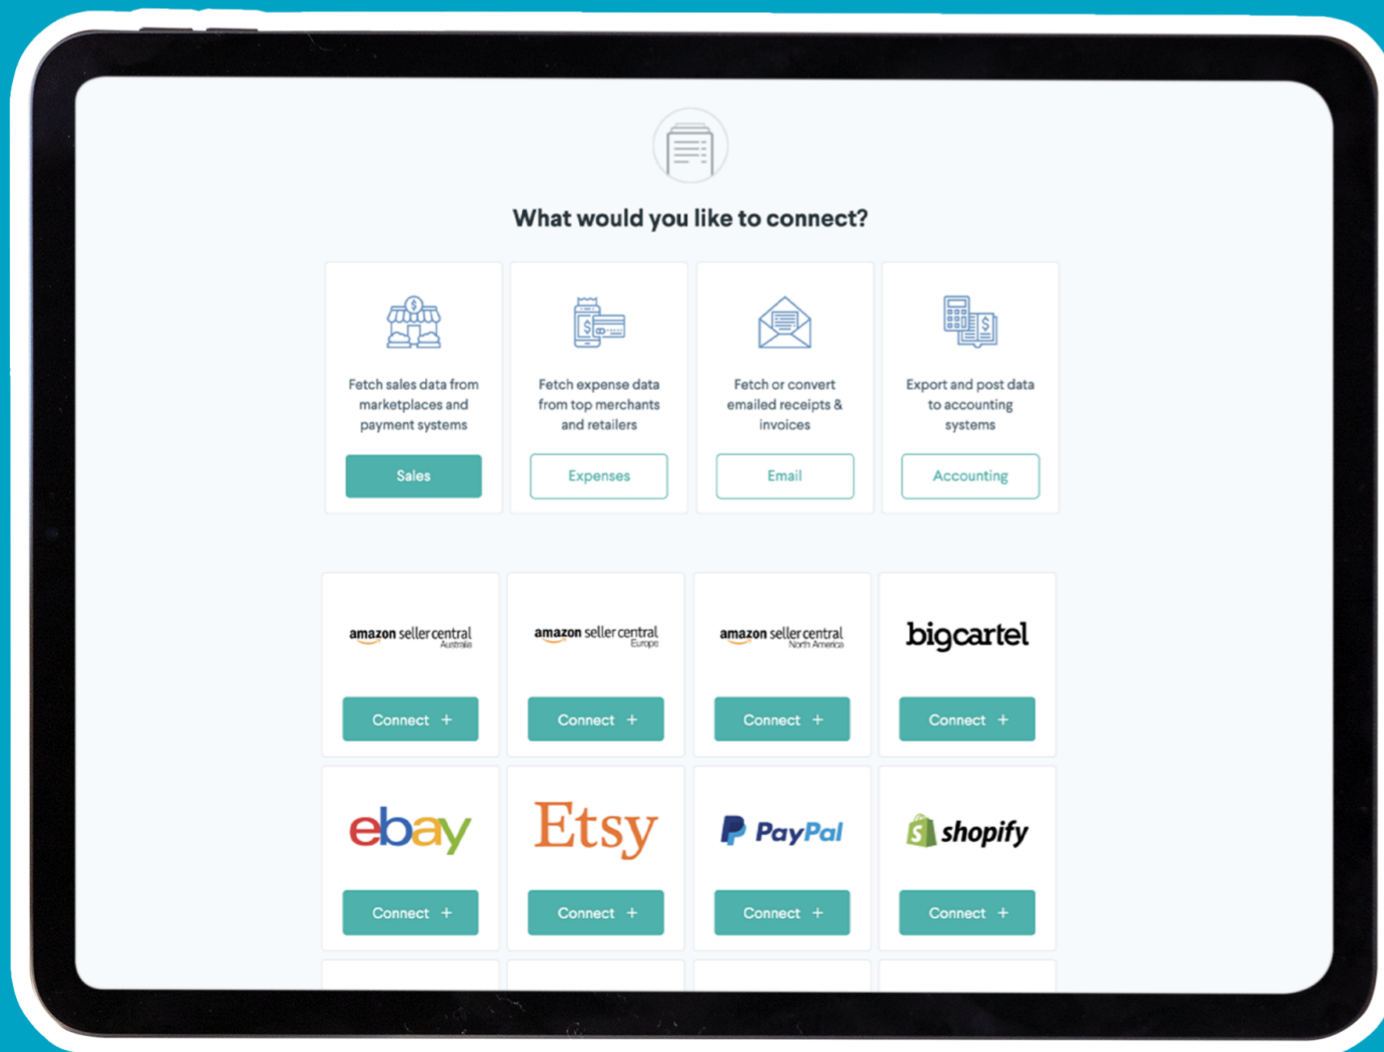 What would you like to connect?
Fetch sales data from
marketplaces and
payment systems
Sales
Fetch expense data
from top merchants
and retailers
Expenses
Fetch or convert
emailed receipts &
invoices
Email
Export and post data
to accounting
systems
Accounting
amazon seller central
Australia
Connect +
amazon seller central
Europe
Connect +
amazon seller central
North America
Connect +
bigcartel
Connect +
ebay
Connect +
Etsy
Connect +
PayPal
Connect +
shopify
Connect +